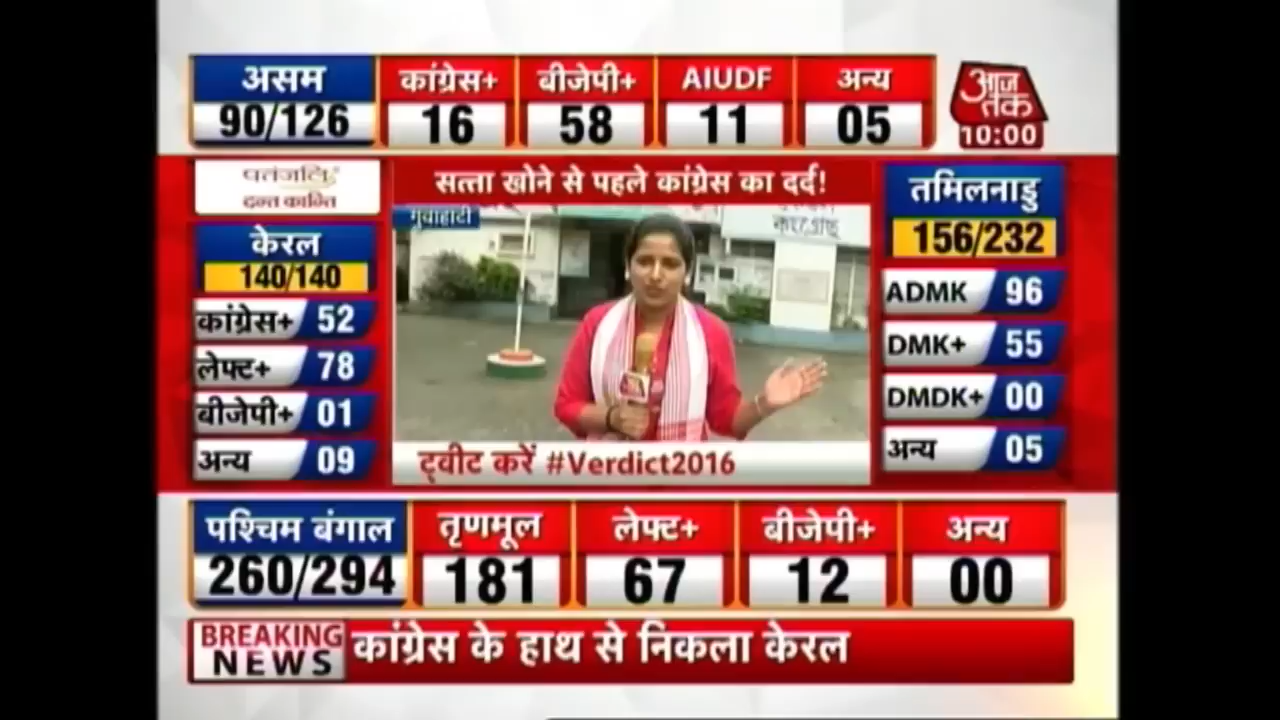 असम
90/126
कांग्रेस+
16
बीजेपी+
58
AIUDF
11
अन्य
05
आज
तक
10:00
पतंजलि
दन्त कान्ति
सत्ता खोने से पहले कांग्रेस का दर्द!
गुवाहाटी
केरल
140/140
कांग्रेस+ 52
लेफ्ट+ 78
बीजेपी+ 01
अन्य 09
तमिलनाडु
156/232
ADMK 96
DMK+ 55
DMDK+ 00
अन्य 05
ट्वीट करें #Verdict2016
पश्चिम बंगाल
260/294
तृणमूल
181
लेफ्ट+
67
बीजेपी+
12
अन्य
00
BREAKING
NEWS
कांग्रेस के हाथ से निकला केरल